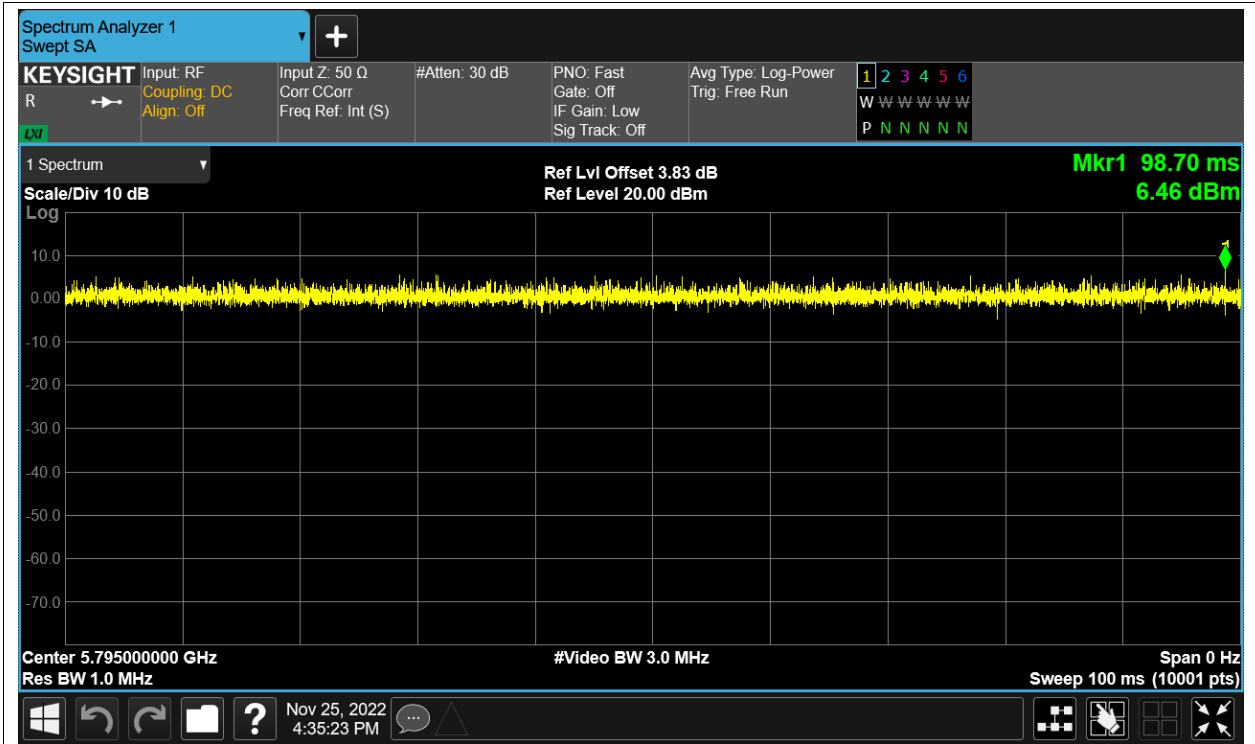 Spectrum Analyzer 1
Swept SA
KEYSIGHT
R
LXI
Input: RF
Coupling: DC
Align: Off
Input Z: 50 Ω
Corr CCorr
Freq Ref: Int (S)
#Atten: 30 dB
PNO: Fast
Gate: Off
IF Gain: Low
Sig Track: Off
Avg Type: Log-Power
Trig: Free Run
1 2 3 4 5 6
W W W W W W
P N N N N N
1 Spectrum
Scale/Div 10 dB
Log
Ref Lvl Offset 3.83 dB
Ref Level 20.00 dBm
Mkr1 98.70 ms
6.46 dBm
1
10.0
0.00
-10.0
-20.0
-30.0
-40.0
-50.0
-60.0
-70.0
Center 5.795000000 GHz
#Video BW 3.0 MHz
Span 0 Hz
Res BW 1.0 MHz
Sweep 100 ms (10001 pts)
?
Nov 25, 2022
4:35:23 PM